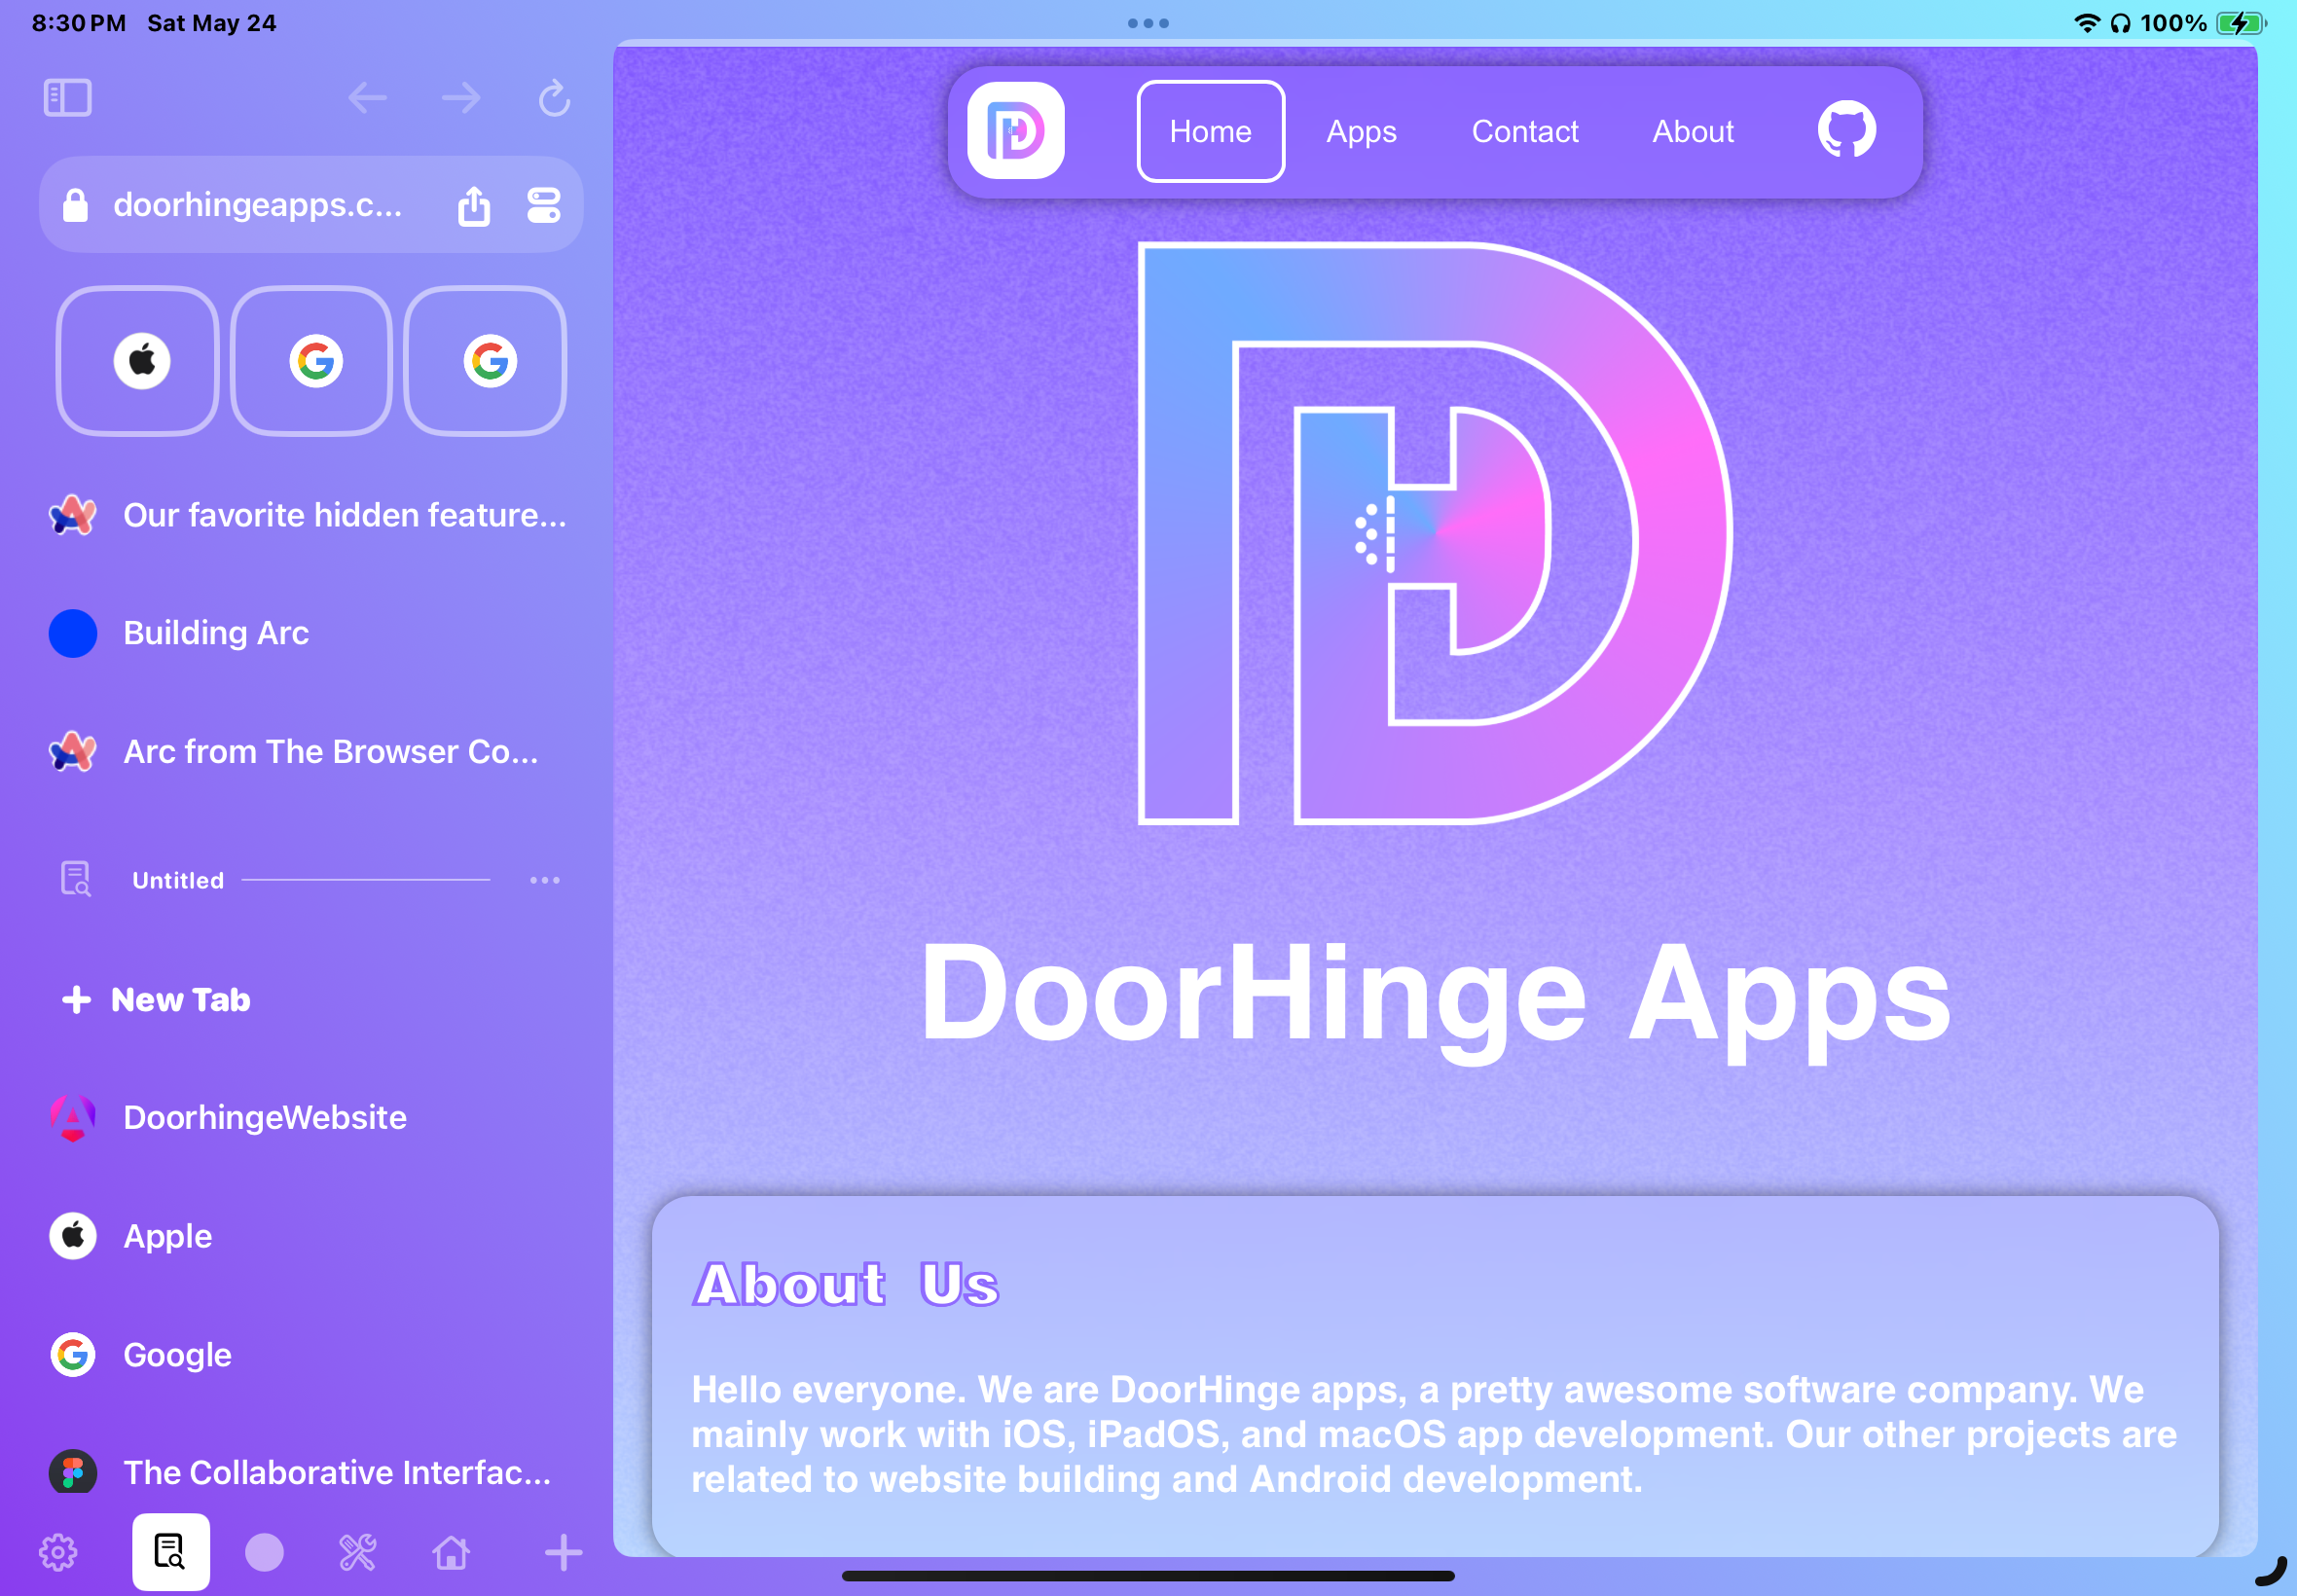 8:30 PM Sat May 24
100%
doorhingeapps.c...
Our favorite hidden feature...
Building Arc
Arc from The Browser Co...
Untitled
New Tab
DoorhingeWebsite
Apple
Google
The Collaborative Interfac...
Home Apps Contact About
DoorHinge Apps
About Us
Hello everyone. We are DoorHinge apps, a pretty awesome software company. We
mainly work with iOS, iPadOS, and macOS app development. Our other projects are
related to website building and Android development.